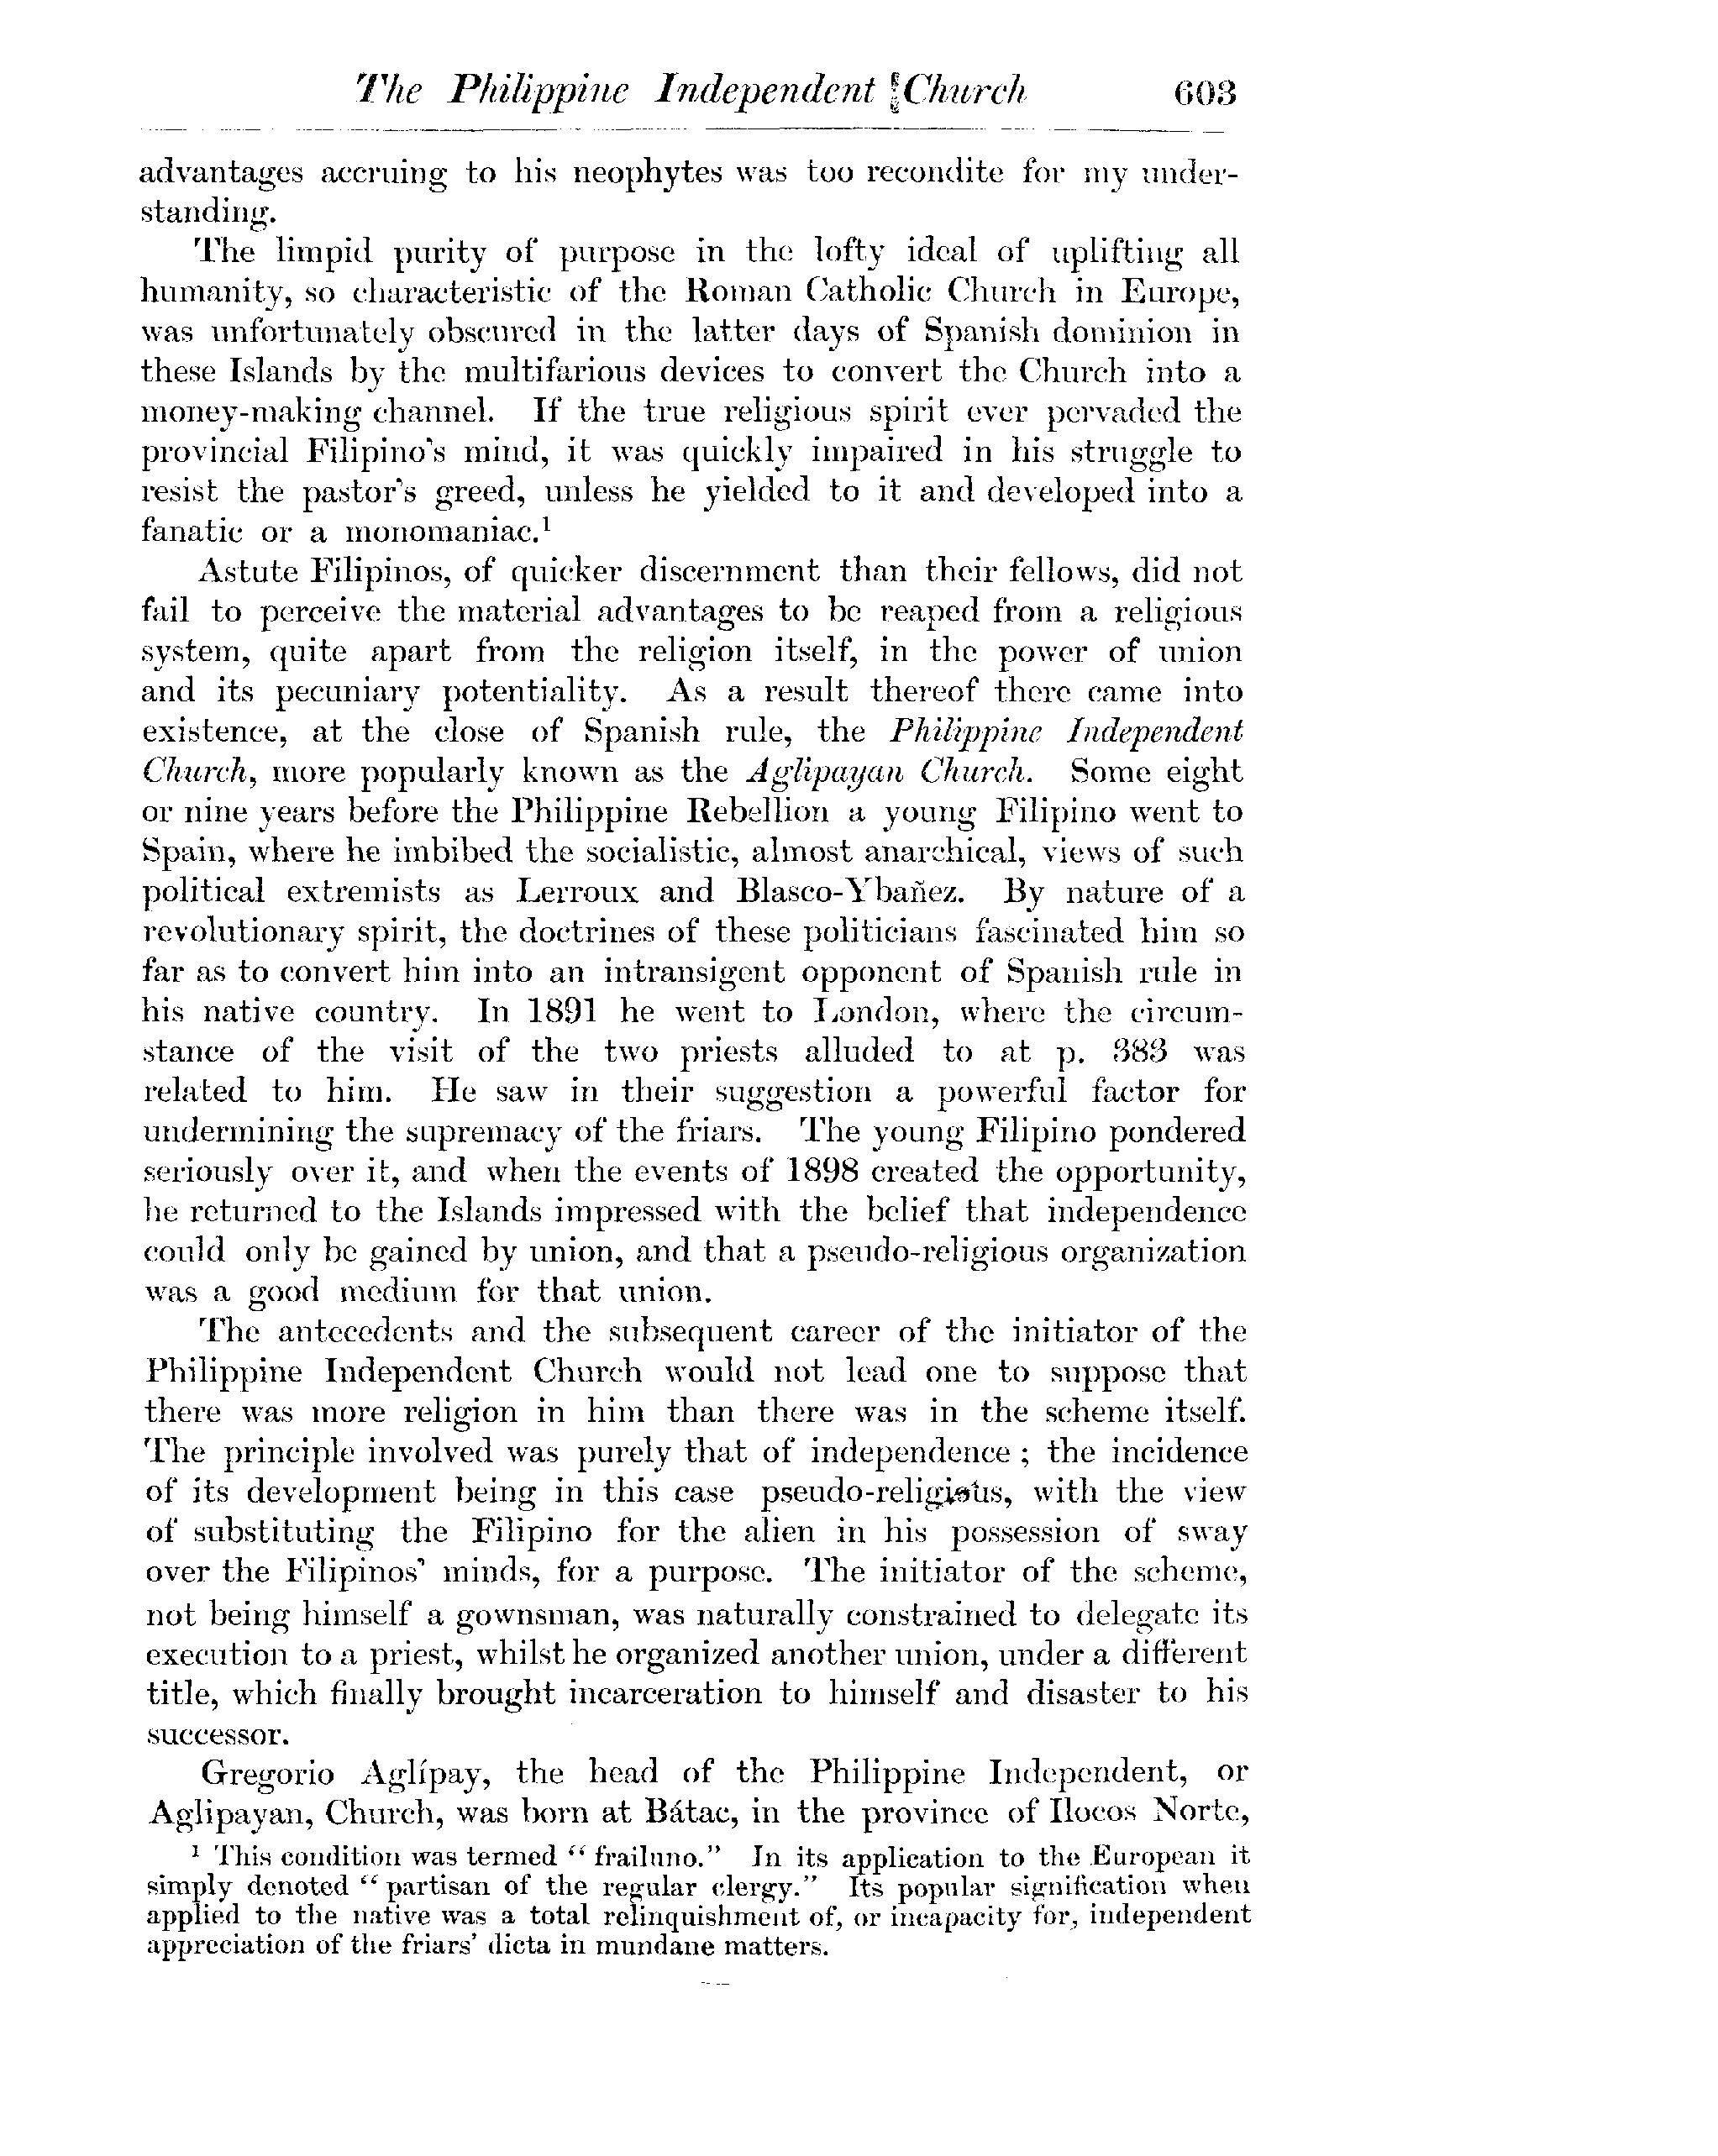 The Philippine Independent Church 603
advantages accruing to his neophytes was too recondite for my under-
standing.
The limpid purity of purpose in the lofty ideal of uplifting all
humanity, so characteristic of the Roman Catholic Church in Europe,
was unfortunately obscured in the latter days of Spanish dominion in
these Islands by the multifarious devices to convert the Church into a
money-making channel. If the true religious spirit ever pervaded the
provincial Filipino's mind, it was quickly impaired in his struggle to
resist the pastor's greed, unless he yielded to it and developed into a
fanatic or a monomaniac.¹
Astute Filipinos, of quicker discernment than their fellows, did not
fail to perceive the material advantages to be reaped from a religious
system, quite apart from the religion itself, in the power of union
and its pecuniary potentiality. As a result thereof there came into
existence, at the close of Spanish rule, the Philippine Independent
Church, more popularly known as the Aglipayan Church. Some eight
or nine years before the Philippine Rebellion a young Filipino went to
Spain, where he imbibed the socialistic, almost anarchical, views of such
political extremists as Lerroux and Blasco-Ybañez. By nature of a
revolutionary spirit, the doctrines of these politicians fascinated him so
far as to convert him into an intransigent opponent of Spanish rule in
his native country. In 1891 he went to London, where the circum-
stance of the visit of the two priests alluded to at p. 383 was
related to him. He saw in their suggestion a powerful factor for
undermining the supremacy of the friars. The young Filipino pondered
seriously over it, and when the events of 1898 created the opportunity,
he returned to the Islands impressed with the belief that independence
could only be gained by union, and that a pseudo-religious organization
was a good medium for that union.
The antecedents and the subsequent career of the initiator of the
Philippine Independent Church would not lead one to suppose that
there was more religion in him than there was in the scheme itself.
The principle involved was purely that of independence ; the incidence
of its development being in this case pseudo-religious, with the view
of substituting the Filipino for the alien in his possession of sway
over the Filipinos' minds, for a purpose. The initiator of the scheme,
not being himself a gownsman, was naturally constrained to delegate its
execution to a priest, whilst he organized another union, under a different
title, which finally brought incarceration to himself and disaster to his
successor.
Gregorio Aglípay, the head of the Philippine Independent, or
Aglipayan, Church, was born at Bátac, in the province of Ilocos Norte,
¹ This condition was termed "frailuno." In its application to the European it
simply denoted "partisan of the regular clergy." Its popular signification when
applied to the native was a total relinquishment of, or incapacity for, independent
appreciation of the friars' dicta in mundane matters.